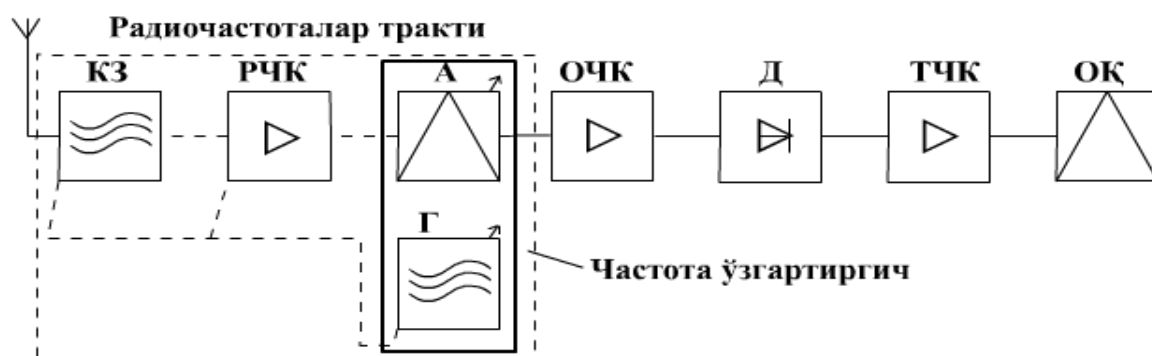 Радиочастоталар тракти
КЗ РЧК А ОЧК Д ТЧК ОҚ
Г
Частота ўзгартиргич